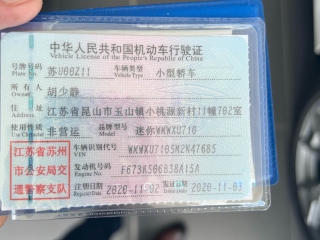 中华人民共和国机动车行驶证
Vehicle License of the People's Republic of China
号牌号码 苏U00Z11 车辆类型 小型轿车
Plate No. Vehicle Type
所有人 胡少静
Owner
住址 江苏省昆山市玉山镇小桃源新村11幢702室
Address
使用性质 非营运 品牌型号 迷你WKWXU710
Model
江苏省苏州
市公安局交
通警察支队
车辆识别代号 WKWXU7105M2N47685
VIN
发动机号码 F673K506B38A15A
Engine No.
注册日期 2020-11-02 发证日期 2020-11-03
Register Date Issue Date